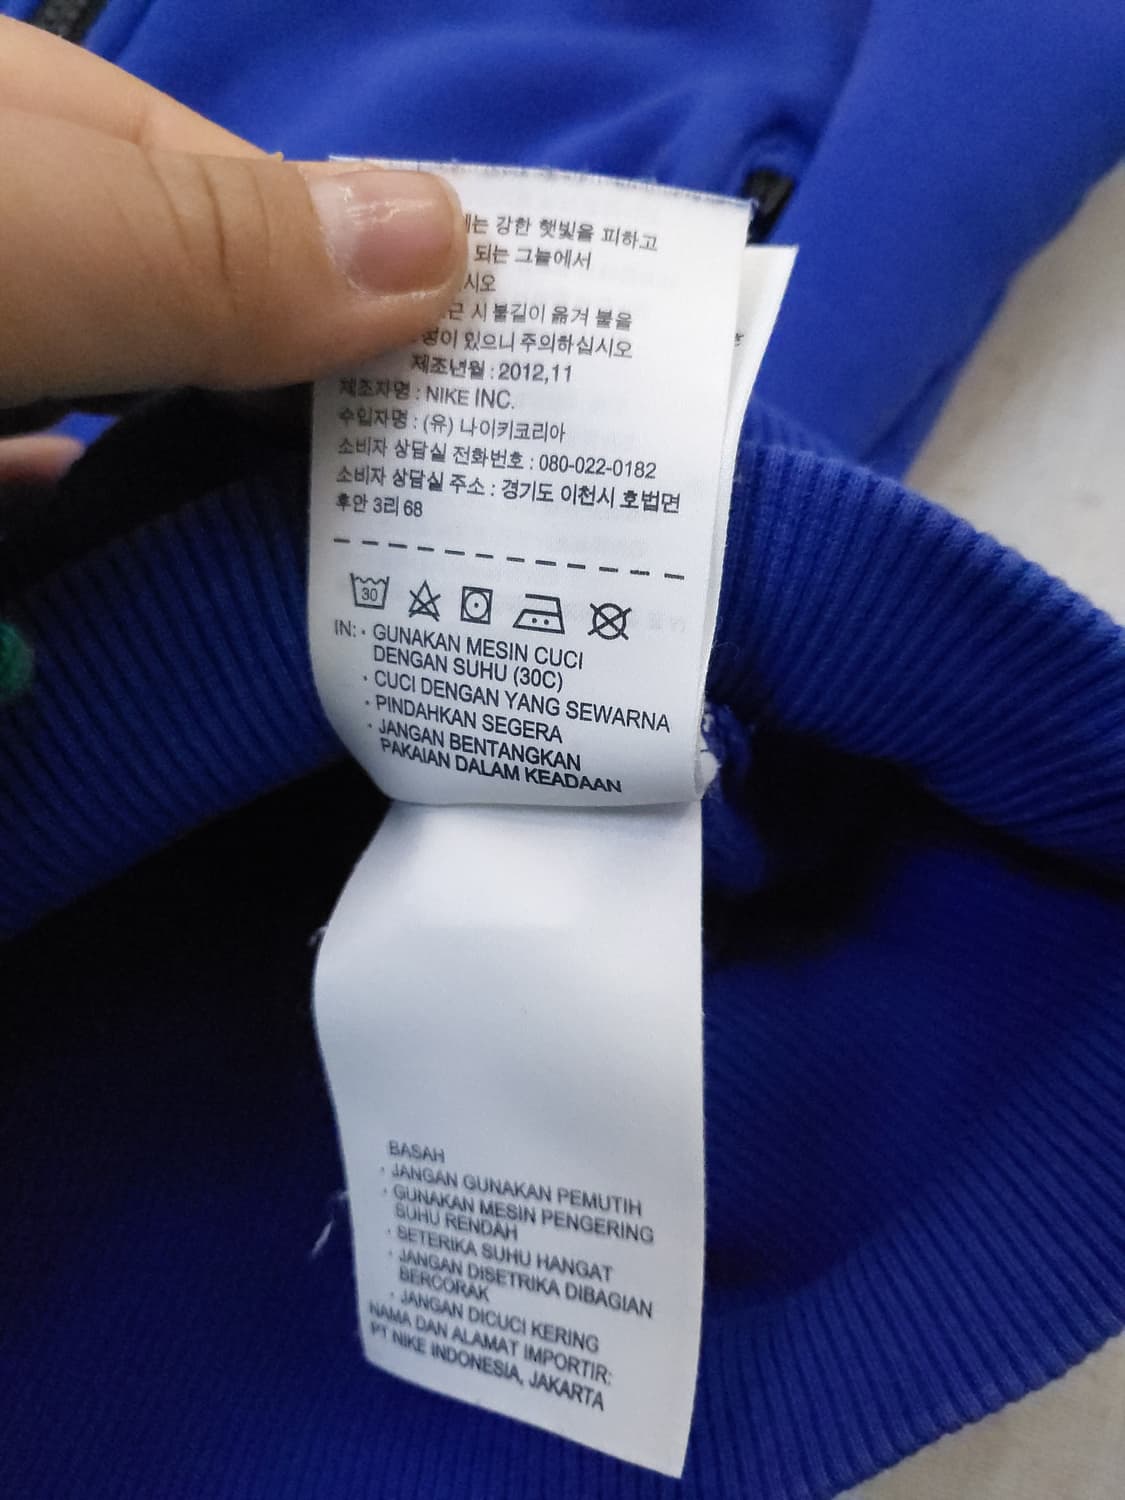 는 강한 햇빛을 피하고
되는 그늘에서
시오
시 불길이 옮겨 붙을
있으니 주의하십시오
제조년월 : 2012,11
제조자명 : NIKE INC.
수입자명 : (유) 나이키코리아
소비자 상담실 전화번호 : 080-022-0182
소비자 상담실 주소 : 경기도 이천시 호법면
후안 3리 68
30
IN: · GUNAKAN MESIN CUCI
DENGAN SUHU (30C)
· CUCI DENGAN YANG SEWARNA
· PINDAHKAN SEGERA
· JANGAN BENTANGKAN
PAKAIAN DALAM KEADAAN
BASAH
· JANGAN GUNAKAN PEMUTIH
· GUNAKAN MESIN PENGERING
SUHU RENDAH
· SETERIKA SUHU HANGAT
· JANGAN DISETRIKA DIBAGIAN
BERCORAK
· JANGAN DICUCI KERING
NAMA DAN ALAMAT IMPORTIR:
PT NIKE INDONESIA, JAKARTA